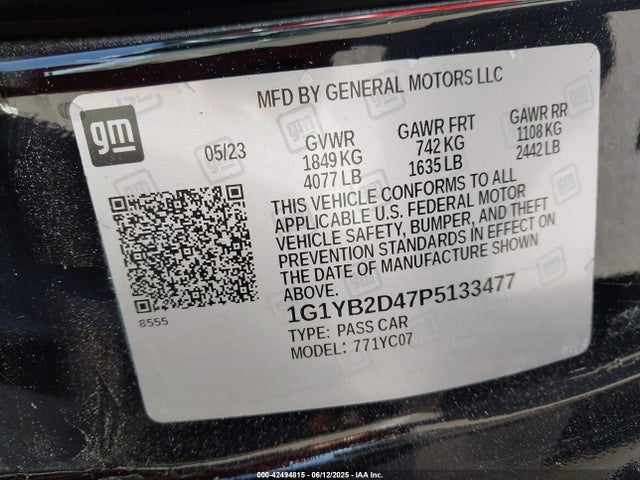 MFD BY GENERAL MOTORS LLC
gm
05/23
GVWR
1849 KG
4077 LB
GAWR FRT
742 KG
1635 LB
GAWR RR
1108 KG
2442 LB
THIS VEHICLE CONFORMS TO ALL
APPLICABLE U.S. FEDERAL MOTOR
VEHICLE SAFETY, BUMPER, AND THEFT
PREVENTION STANDARDS IN EFFECT ON
THE DATE OF MANUFACTURE SHOWN
ABOVE.
1G1YB2D47P5133477
TYPE: PASS CAR
MODEL: 771YC07
8555
000-42494815 - 06/12/2025 - IAA Corp.